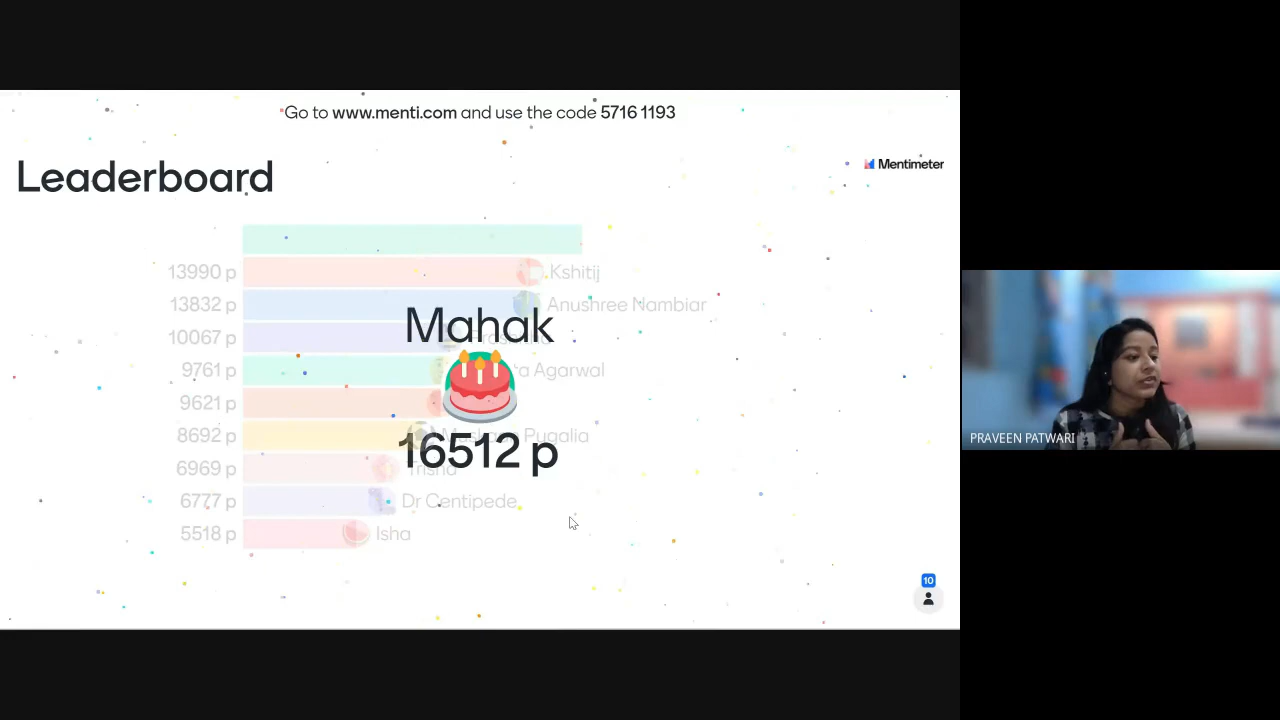 Go to www.menti.com and use the code 5716 1193
Leaderboard
Mentimeter
13990 p Kshitij
13832 p Anushree Nambiar
Mahak
10067 p
9761 p Agarwal
9621 p
8692 p Pugalia
16512 p
6969 p Trisha
6777 p Dr Centipede
5518 p Isha
10
PRAVEEN PATWARI